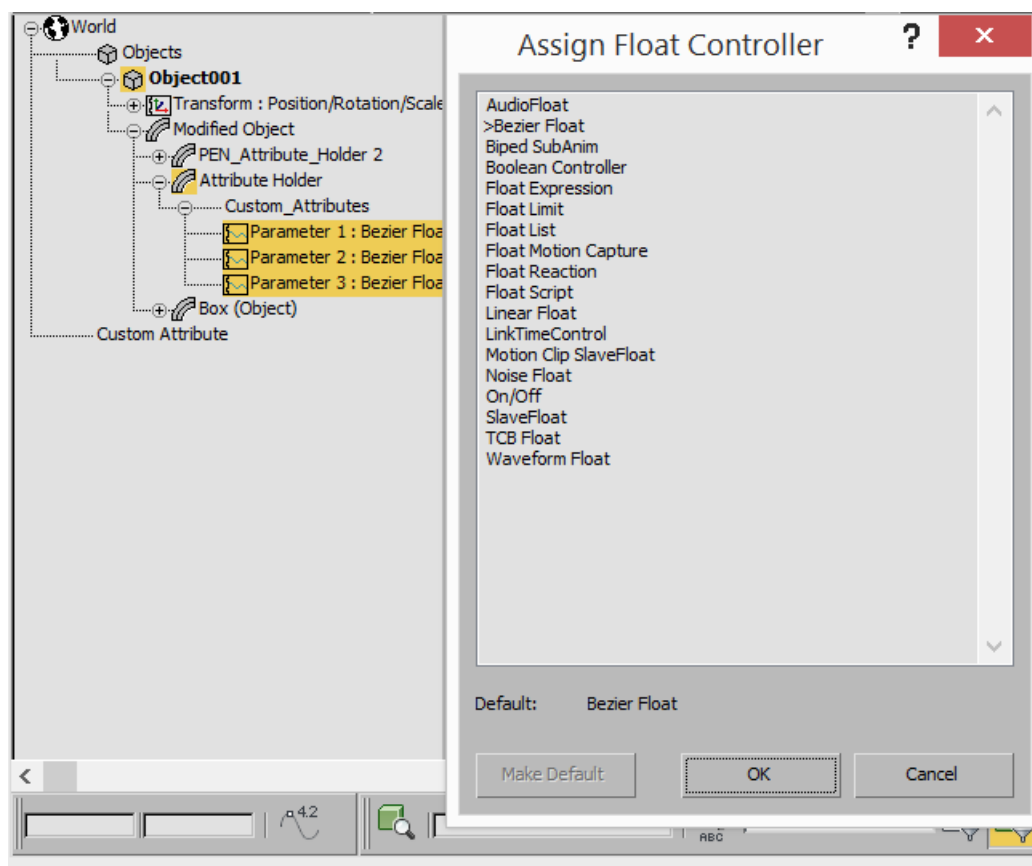 World
Objects
Object001
Transform : Position/Rotation/Scale
Modified Object
PEN_Attribute_Holder 2
Attribute Holder
Custom_Attributes
Parameter 1 : Bezier Floa
Parameter 2 : Bezier Floa
Parameter 3 : Bezier Floa
Box (Object)
Custom Attribute
4.2
Assign Float Controller
? ×
AudioFloat
>Bezier Float
Biped SubAnim
Boolean Controller
Float Expression
Float Limit
Float List
Float Motion Capture
Float Reaction
Float Script
Linear Float
LinkTimeControl
Motion Clip SlaveFloat
Noise Float
On/Off
SlaveFloat
TCB Float
Waveform Float
Default: Bezier Float
Make Default OK Cancel
ABC